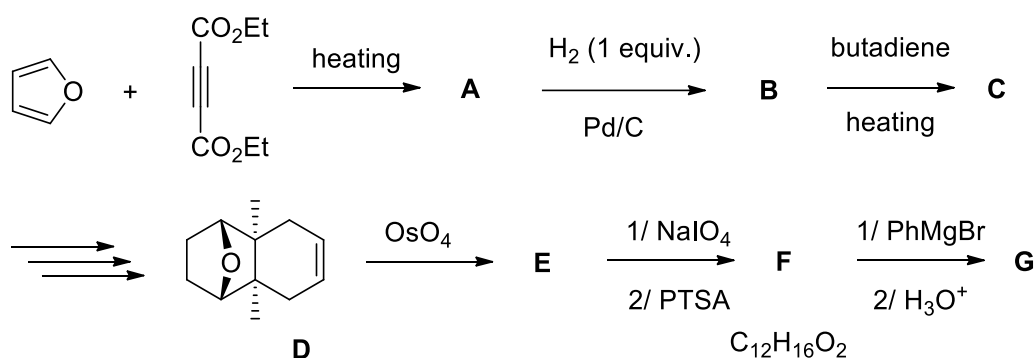 CO₂Et
O
+
CO₂Et
heating
A
H₂ (1 equiv.)
Pd/C
B
butadiene
heating
C
O
D
OsO₄
E
1/ NaIO₄
2/ PTSA
F
C₁₂H₁₆O₂
1/ PhMgBr
2/ H₃O⁺
G